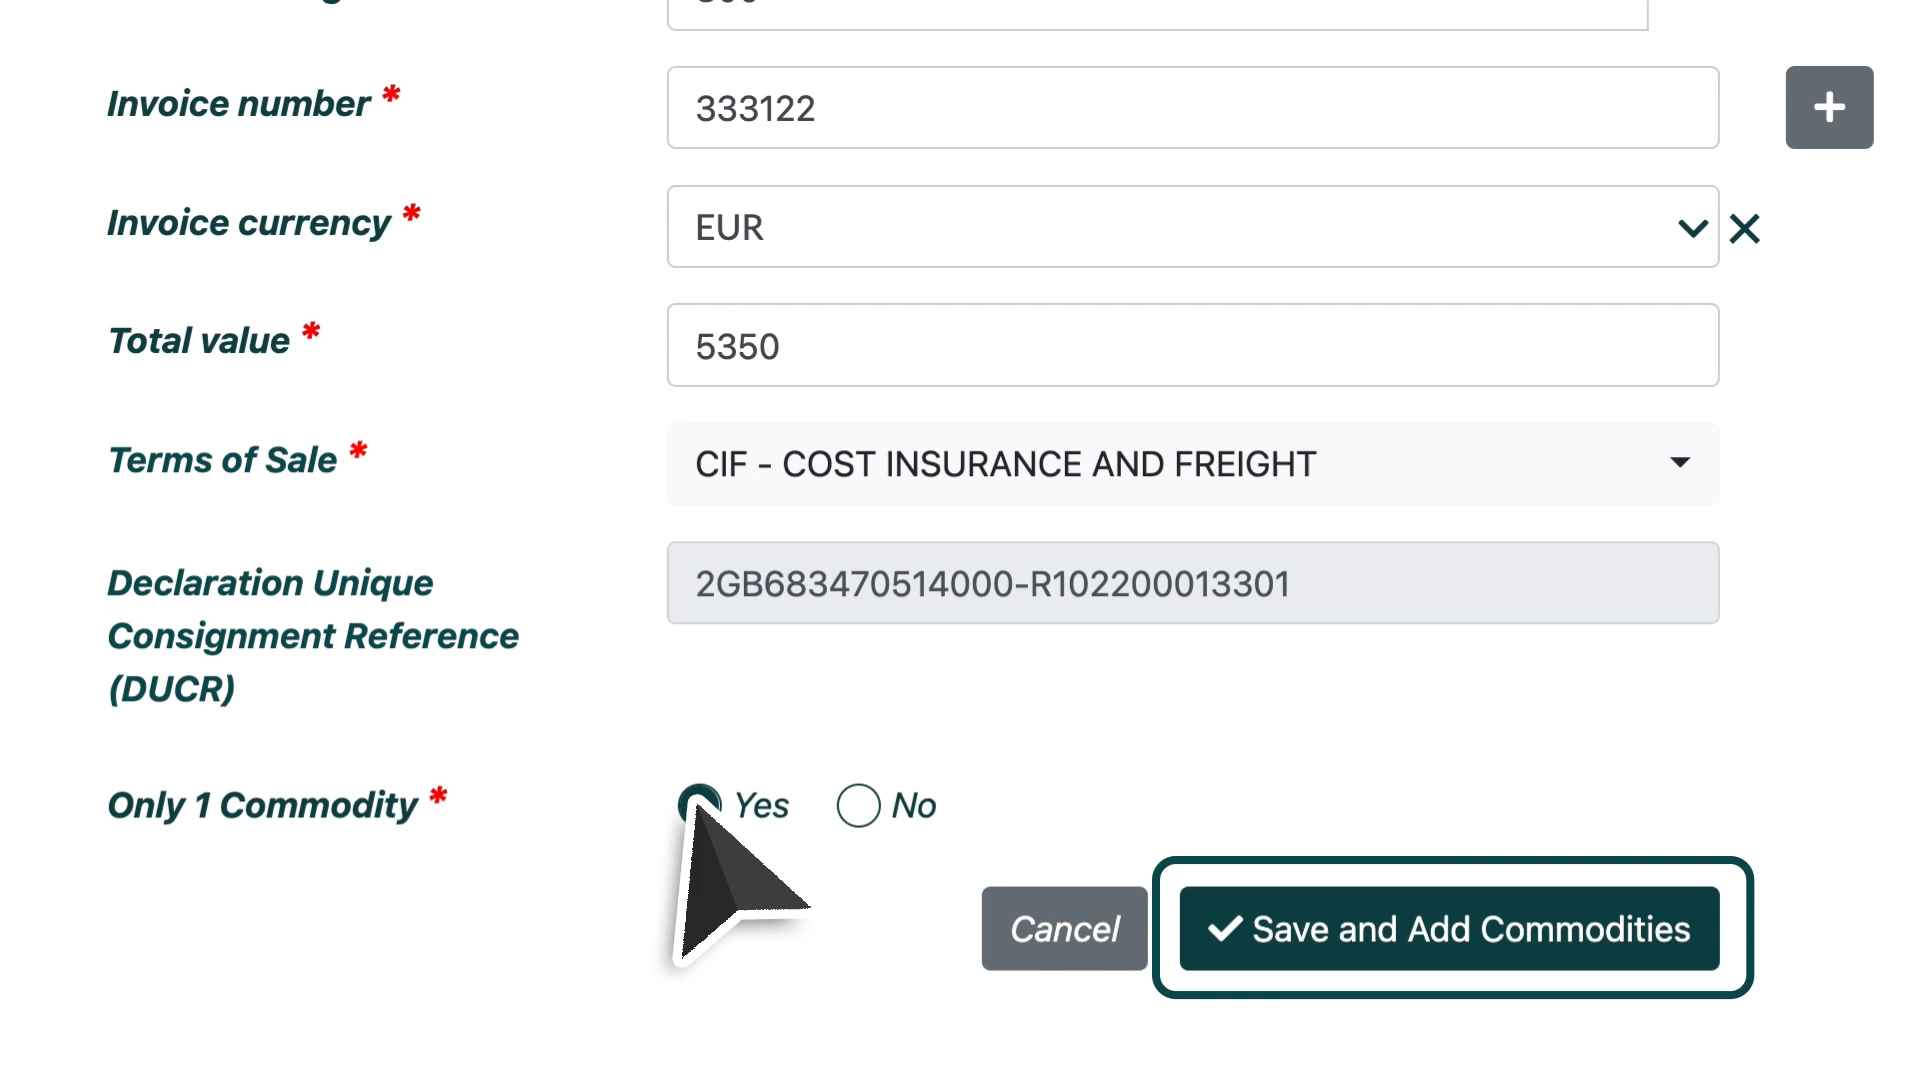 Invoice number *
333122
Invoice currency *
EUR
Total value *
5350
Terms of Sale *
CIF - COST INSURANCE AND FREIGHT
Declaration Unique
Consignment Reference
(DUCR)
2GB683470514000-R102200013301
Only 1 Commodity *
Yes
No
Cancel
Save and Add Commodities